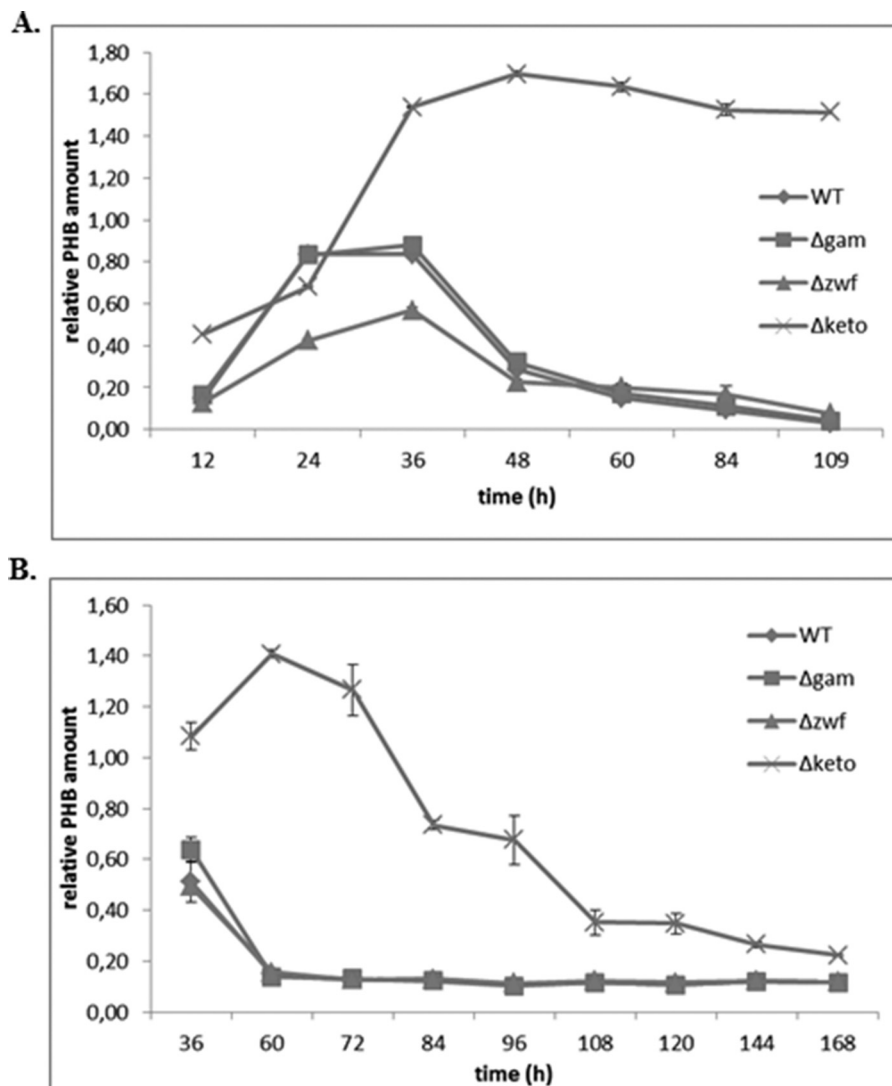 A.
relative PHB amount
1,80
1,60
1,40
1,20
1,00
0,80
0,60
0,40
0,20
0,00
12 24 36 48 60 84 109
time (h)
WT
Δgam
Δzwf
Δketo
B.
relative PHB amount
1,60
1,40
1,20
1,00
0,80
0,60
0,40
0,20
0,00
36 60 72 84 96 108 120 144 168
time (h)
WT
Δgam
Δzwf
Δketo